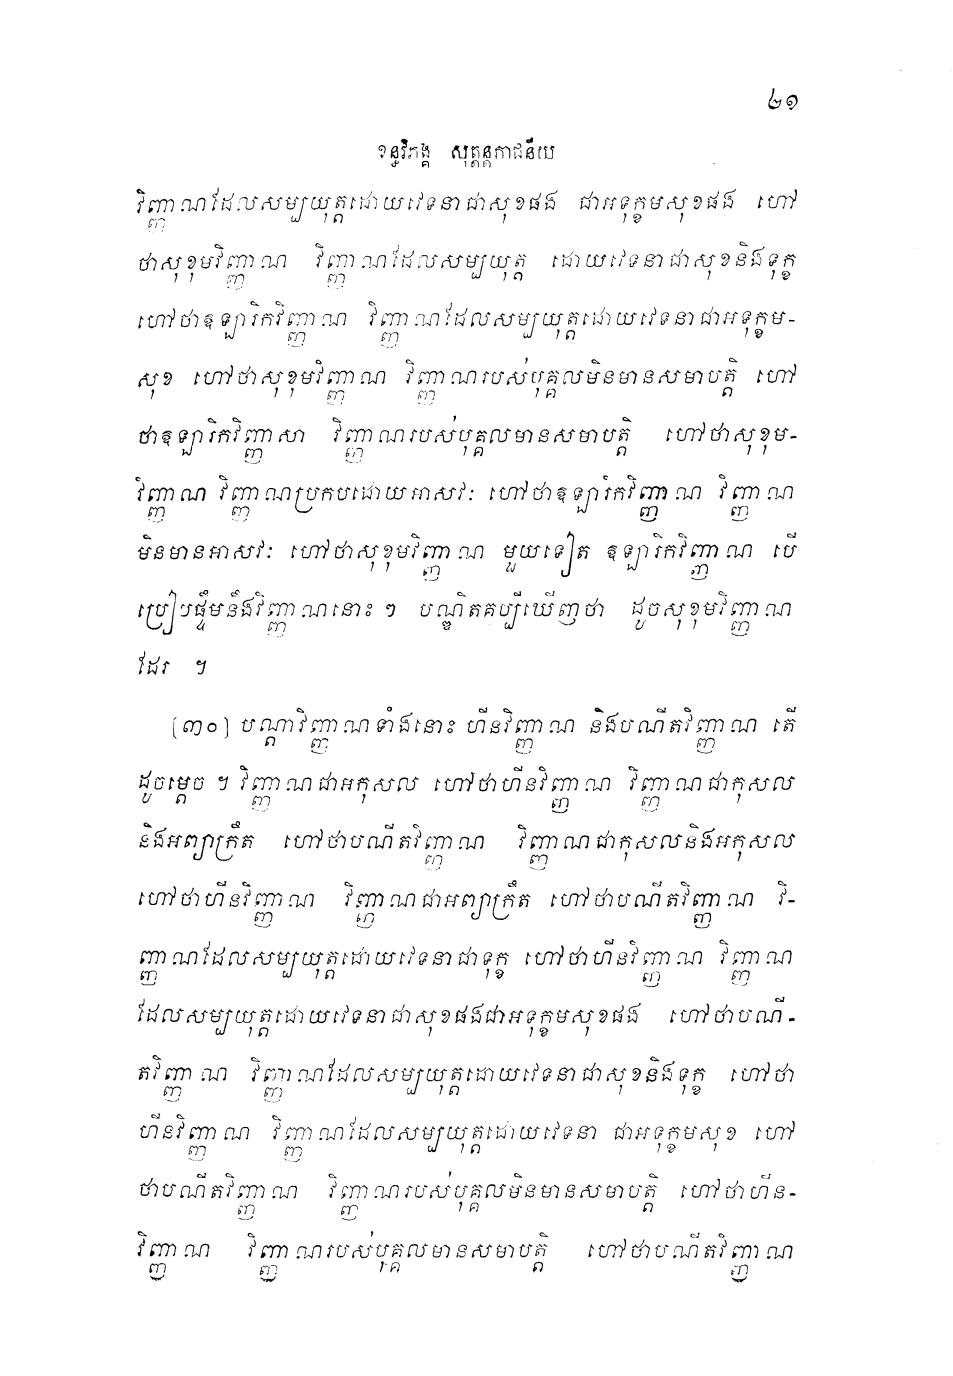 ២១
ខន្ធវិភង្គ សុត្តន្តភាជនីយ
វិញ្ញាណដែលសម្បយុត្តដោយវេទនាជាសុខផង ជាអទុក្ខមសុខផង ហៅ
ថាសុខុមវិញ្ញាណ វិញ្ញាណដែលសម្បយុត្ត ដោយវេទនាជាសុខនិងទុក្ខ
ហៅថាឱឡារិកវិញ្ញាណ វិញ្ញាណដែលសម្បយុត្តដោយវេទនាជាអទុក្ខម-
សុខ ហៅថាសុខុមវិញ្ញាណ វិញ្ញាណរបស់បុគ្គលមិនមានសមាបត្តិ ហៅ
ថាឱឡារិកវិញ្ញាណ វិញ្ញាណរបស់បុគ្គលមានសមាបត្តិ ហៅថាសុខុម-
វិញ្ញាណ វិញ្ញាណប្រកបដោយអាសវៈ ហៅថាឱឡារិកវិញ្ញាណ វិញ្ញាណ
មិនមានអាសវៈ ហៅថាសុខុមវិញ្ញាណ មួយទៀត ឱឡារិកវិញ្ញាណ បើ
ប្រៀបផ្ទឹមនឹងវិញ្ញាណនោះ ៗ បណ្ឌិតគប្បីឃើញថា ដូចសុខុមវិញ្ញាណ
ដែរ ។
(៣០) បណ្តាវិញ្ញាណទាំងនោះ ហីនវិញ្ញាណ និងបណីតវិញ្ញាណ តើ
ដូចម្តេច ។ វិញ្ញាណជាអកុសល ហៅថាហីនវិញ្ញាណ វិញ្ញាណជាកុសល
និងអព្យាក្រឹត ហៅថាបណីតវិញ្ញាណ វិញ្ញាណជាកុសលនិងអកុសល
ហៅថាហីនវិញ្ញាណ វិញ្ញាណជាអព្យាក្រឹត ហៅថាបណីតវិញ្ញាណ វិ-
ញ្ញាណដែលសម្បយុត្តដោយវេទនាជាទុក្ខ ហៅថាហីនវិញ្ញាណ វិញ្ញាណ
ដែលសម្បយុត្តដោយវេទនាជាសុខផងជាអទុក្ខមសុខផង ហៅថាបណី-
តវិញ្ញាណ វិញ្ញាណដែលសម្បយុត្តដោយវេទនាជាសុខនិងទុក្ខ ហៅថា
ហីនវិញ្ញាណ វិញ្ញាណដែលសម្បយុត្តដោយវេទនា ជាអទុក្ខមសុខ ហៅ
ថាបណីតវិញ្ញាណ វិញ្ញាណរបស់បុគ្គលមិនមានសមាបត្តិ ហៅថាហីន-
វិញ្ញាណ វិញ្ញាណរបស់បុគ្គលមានសមាបត្តិ ហៅថាបណីតវិញ្ញាណ